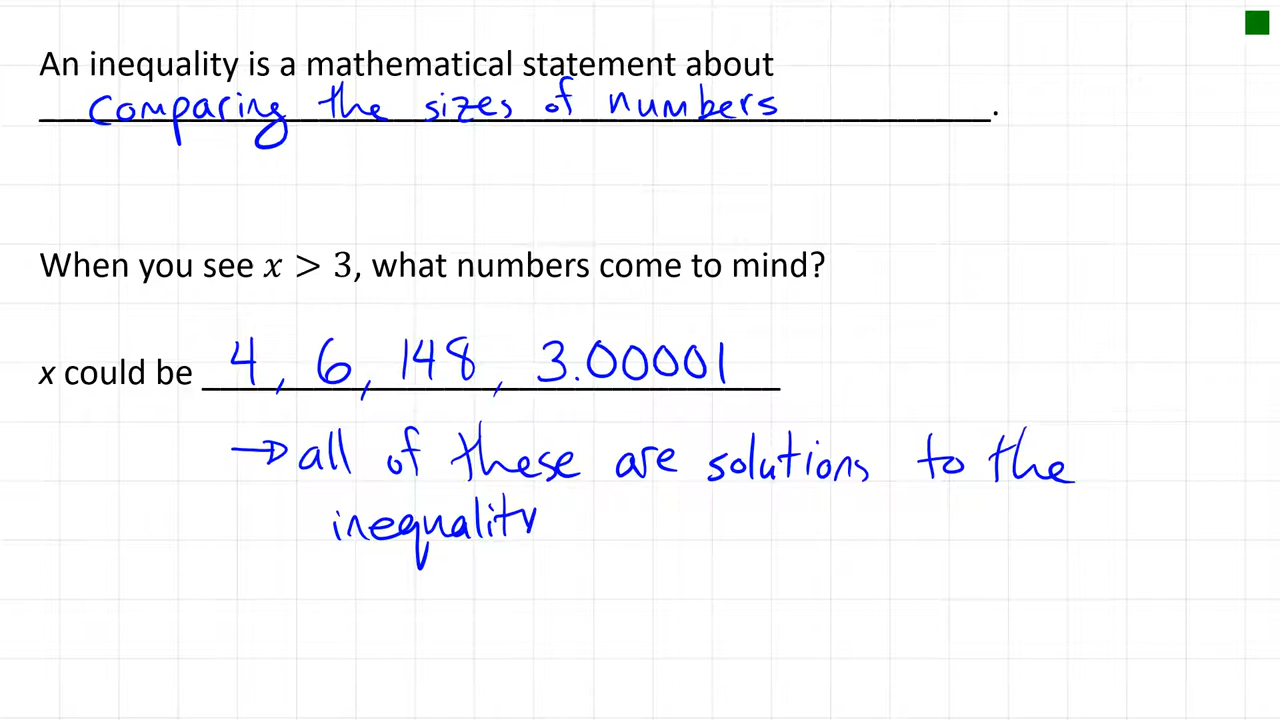 An inequality is a mathematical statement about
comparing the sizes of numbers.
When you see x > 3, what numbers come to mind?
x could be 4, 6, 148, 3.00001
→ all of these are solutions to the
inequality